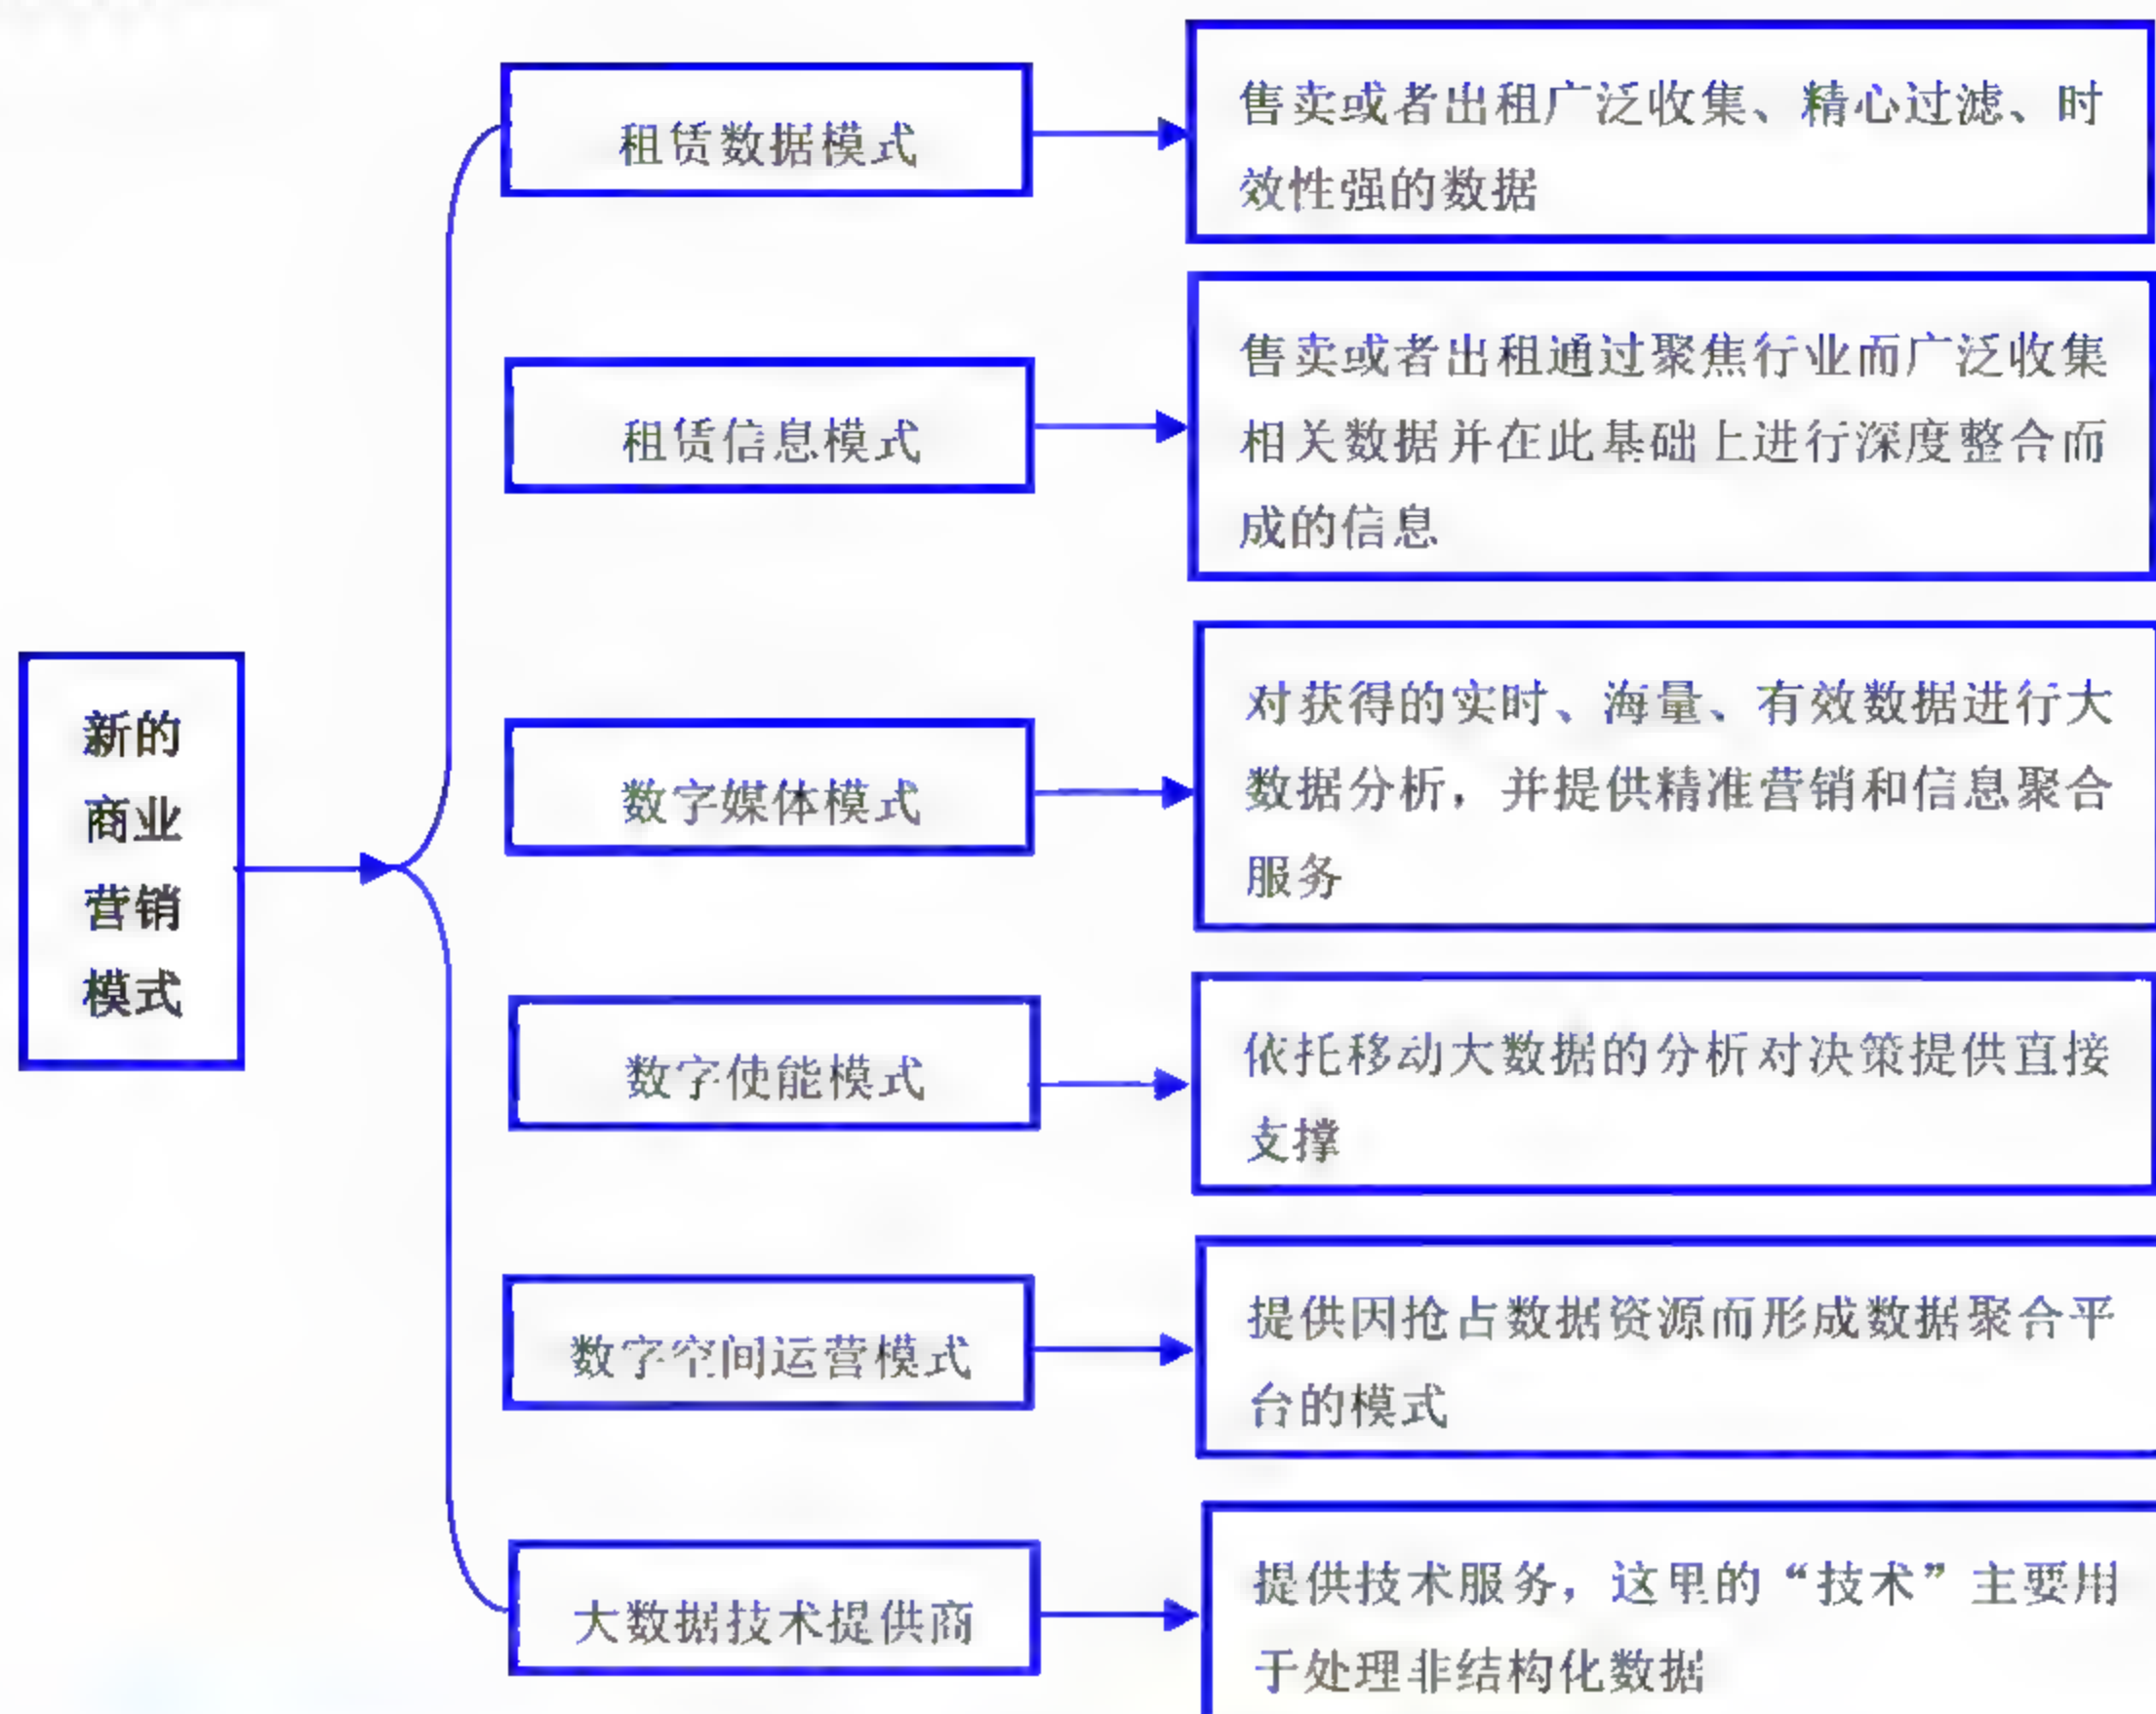 新的
商业
营销
模式
租赁数据模式
售卖或者出租广泛收集、精心过滤、时
效性强的数据
租赁信息模式
售卖或者出租通过聚焦行业而广泛收集
相关数据并在此基础上进行深度整合而
成的信息
数字媒体模式
对获得的实时、海量、有效数据进行大
数据分析，并提供精准营销和信息聚合
服务
数字使能模式
依托移动大数据的分析对决策提供直接
支撑
数字空间运营模式
提供因抢占数据资源而形成数据聚合平
台的模式
大数据技术提供商
提供技术服务，这里的“技术”主要用
于处理非结构化数据